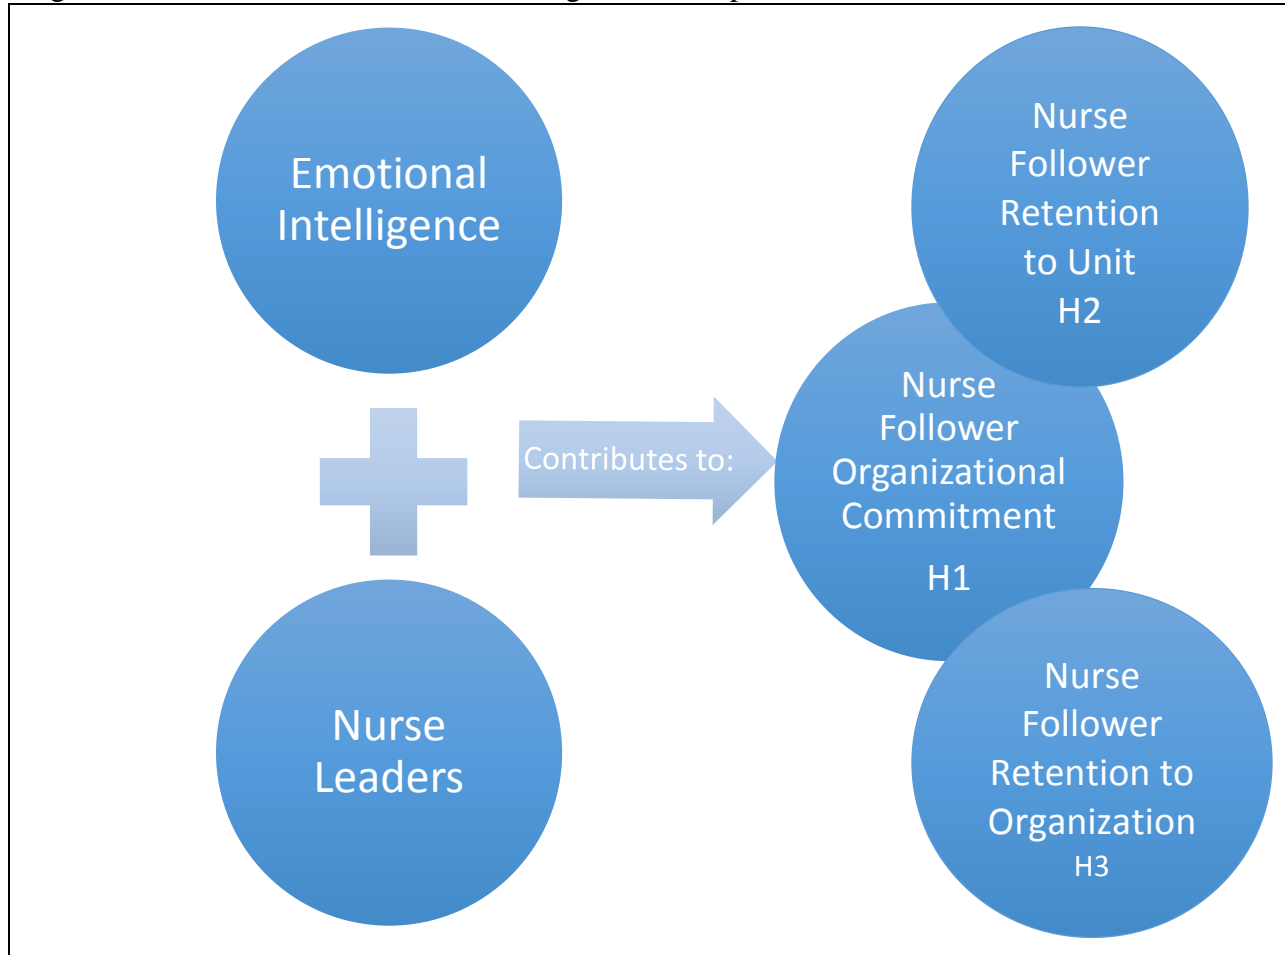 Emotional
Intelligence
Nurse
Leaders
Contributes to:
Nurse
Follower
Retention
to Unit
H2
Nurse
Follower
Organizational
Commitment
H1
Nurse
Follower
Retention to
Organization
H3